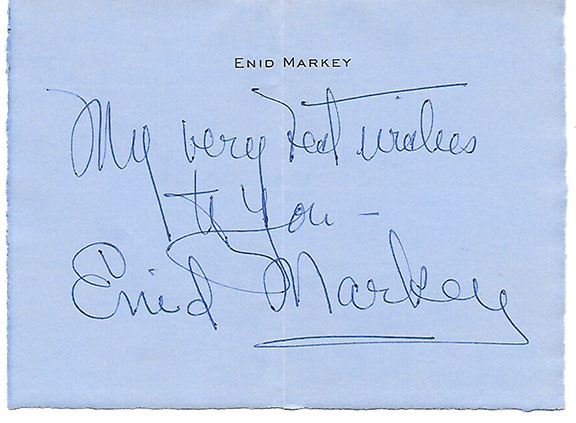 ENID MARKEY
My very best wishes
to You —
Enid Markey